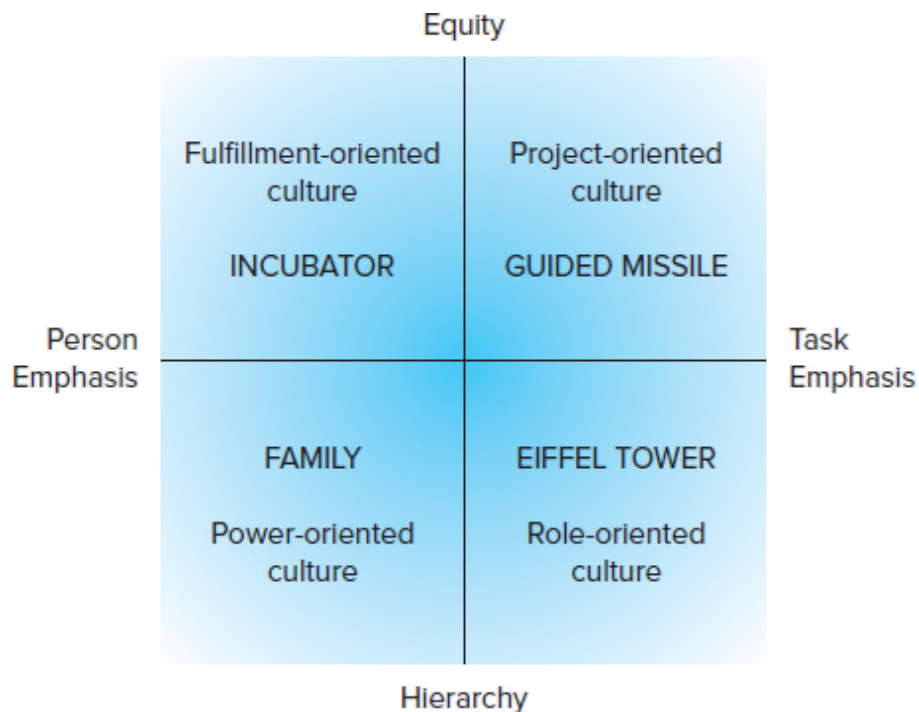 Equity
Fulfillment-oriented
culture
Project-oriented
culture
INCUBATOR
GUIDED MISSILE
Person
Emphasis
Task
Emphasis
FAMILY
EIFFEL TOWER
Power-oriented
culture
Role-oriented
culture
Hierarchy